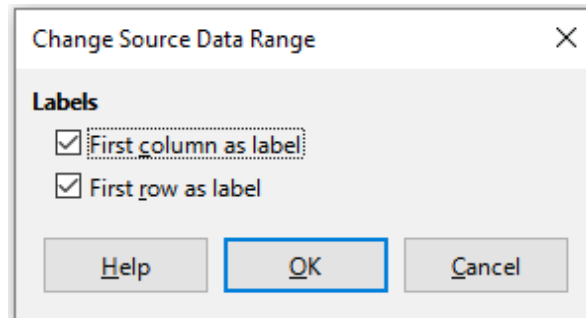 Change Source Data Range
Labels
First column as label
First row as label
Help OK Cancel